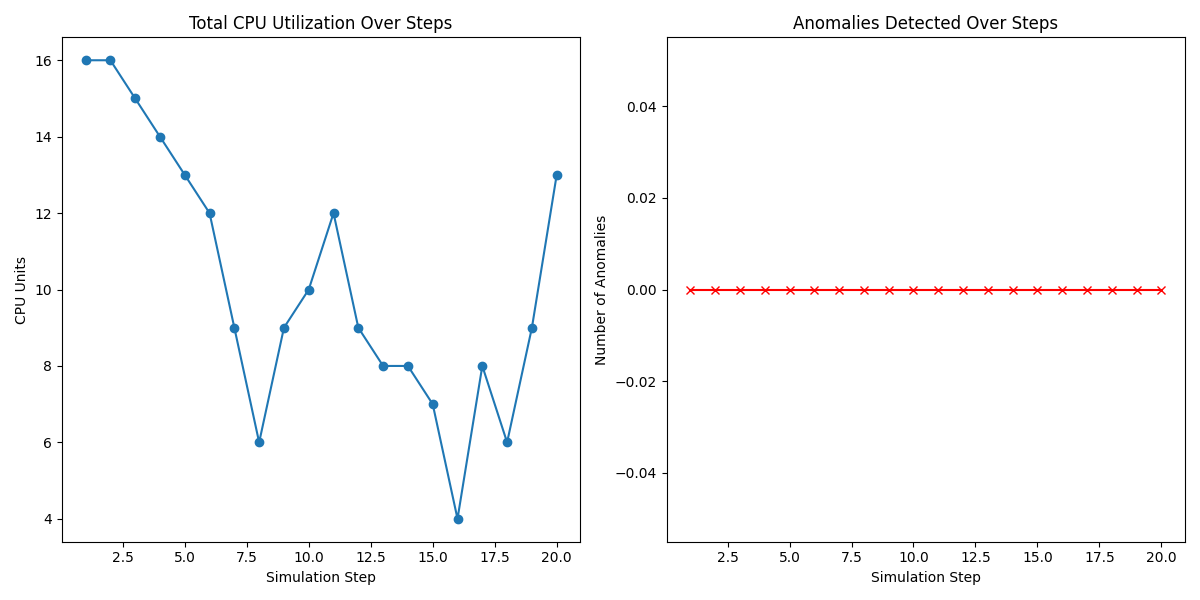 Total CPU Utilization Over Steps
CPU Units
16
14
12
10
8
6
4
2.5 5.0 7.5 10.0 12.5 15.0 17.5 20.0
Simulation Step
Anomalies Detected Over Steps
Number of Anomalies
0.04
0.02
0.00
−0.02
−0.04
2.5 5.0 7.5 10.0 12.5 15.0 17.5 20.0
Simulation Step